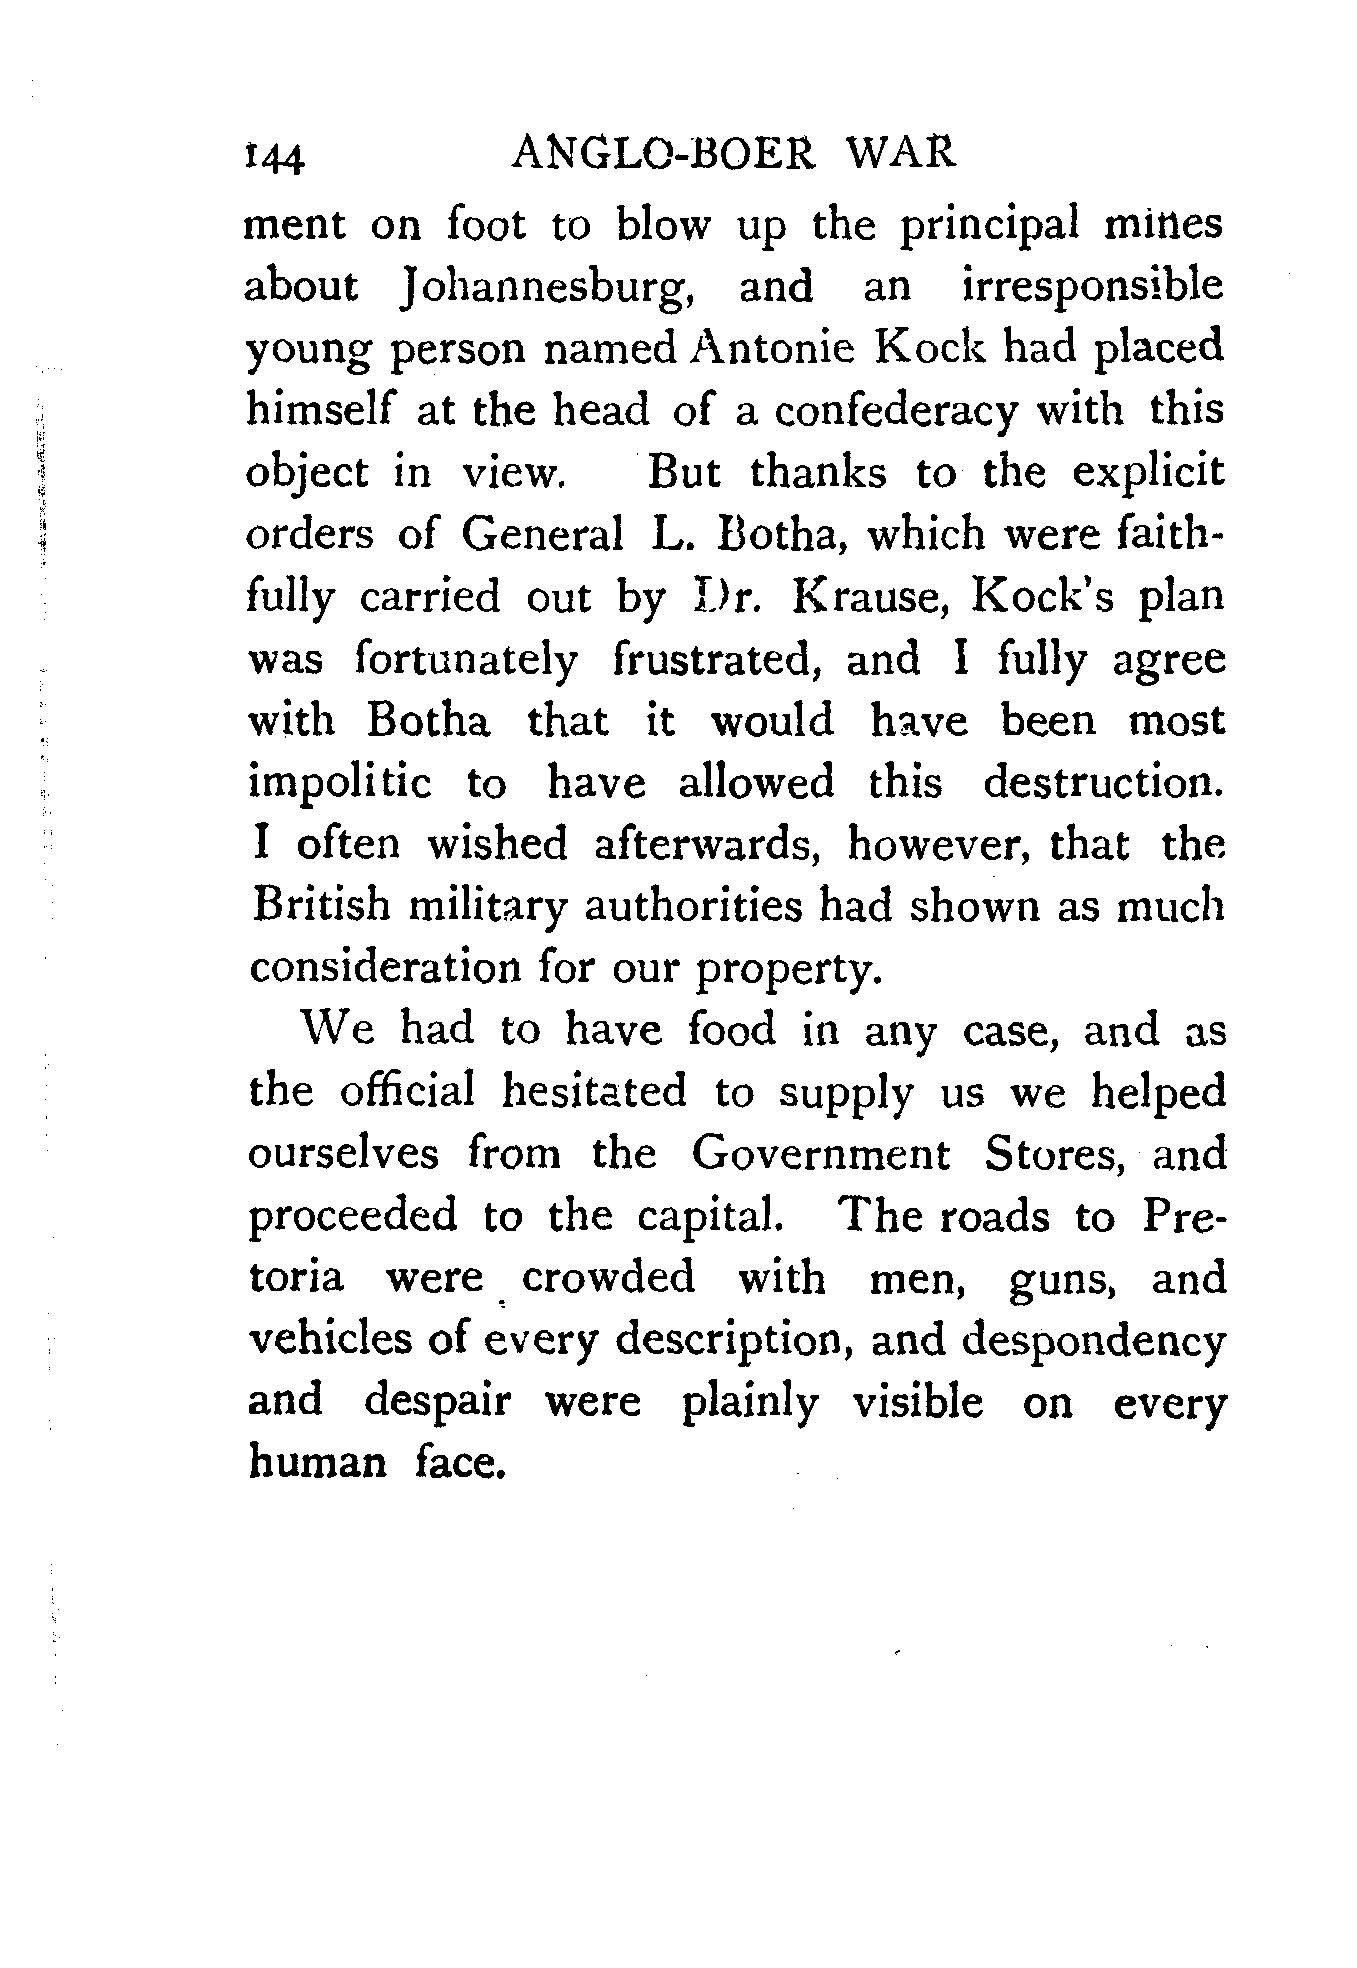 144 ANGLO-BOER WAR
ment on foot to blow up the principal mines
about Johannesburg, and an irresponsible
young person named Antonie Kock had placed
himself at the head of a confederacy with this
object in view. But thanks to the explicit
orders of General L. Botha, which were faith-
fully carried out by Dr. Krause, Kock's plan
was fortunately frustrated, and I fully agree
with Botha that it would have been most
impolitic to have allowed this destruction.
I often wished afterwards, however, that the
British military authorities had shown as much
consideration for our property.
We had to have food in any case, and as
the official hesitated to supply us we helped
ourselves from the Government Stores, and
proceeded to the capital. The roads to Pre-
toria were crowded with men, guns, and
vehicles of every description, and despondency
and despair were plainly visible on every
human face.